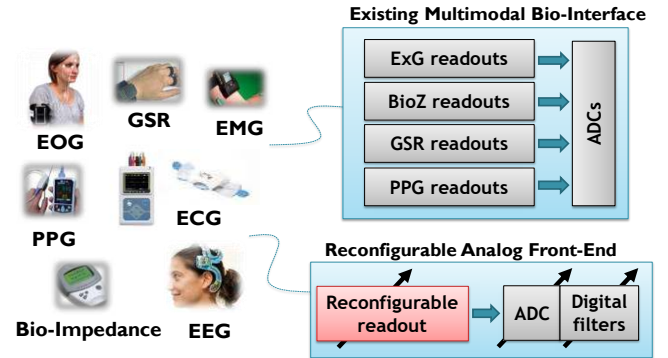 Existing Multimodal Bio-Interface
ExG readouts
BioZ readouts
GSR readouts
PPG readouts
ADCs
EOG
GSR
EMG
PPG
ECG
Bio-Impedance
EEG
Reconfigurable Analog Front-End
Reconfigurable
readout
ADC
Digital
filters